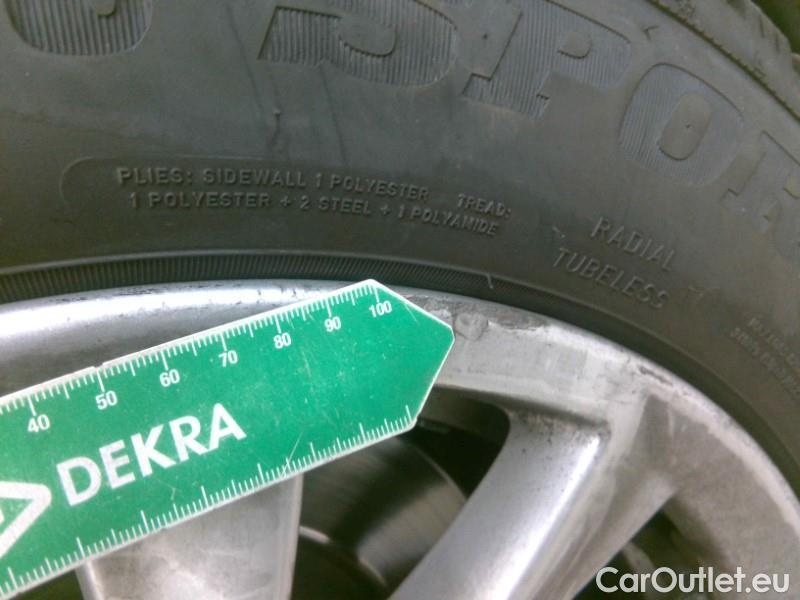 SPOR
PLIES: SIDEWALL 1 POLYESTER TREAD:
1 POLYESTER + 2 STEEL + 1 POLYAMIDE
RADIAL
TUBELESS
40 50 60 70 80 90 100
DEKRA
CarOutlet.eu